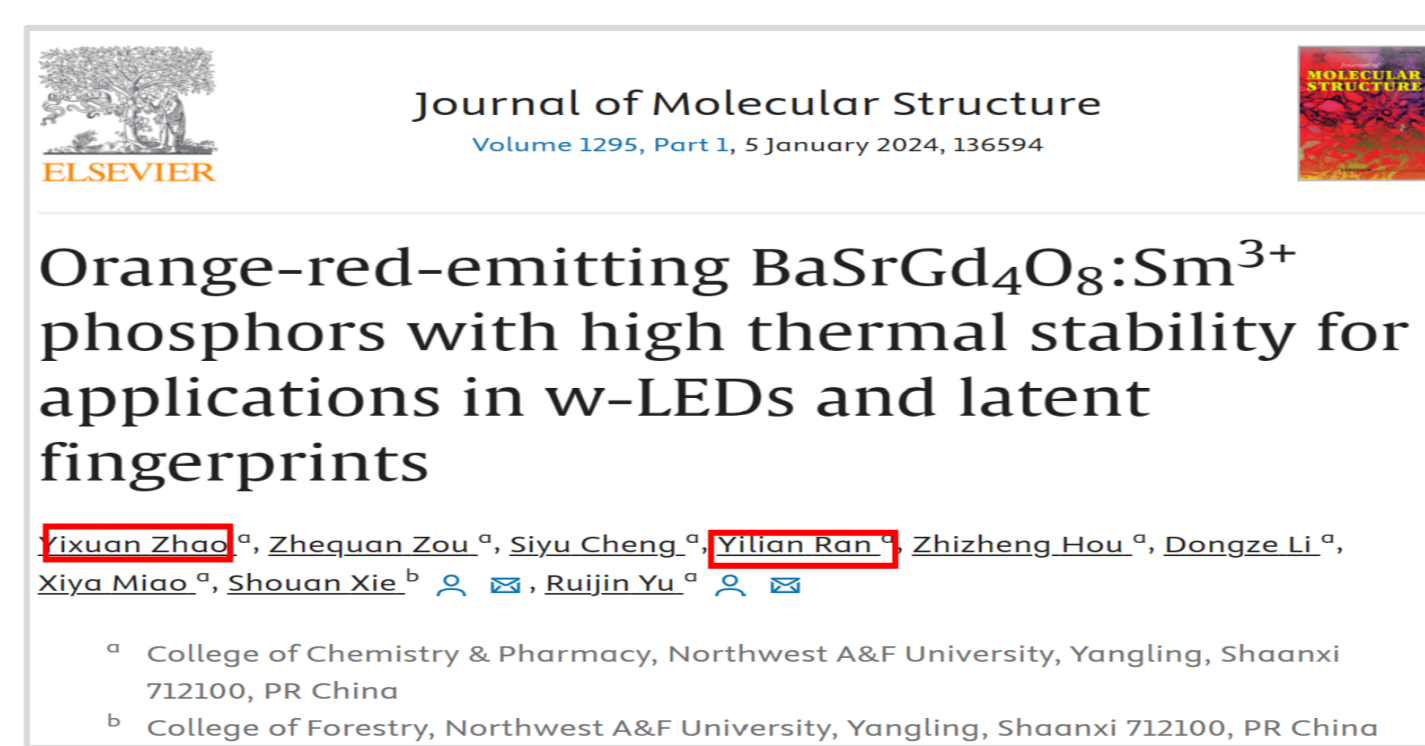 ELSEVIER
Journal of Molecular Structure
Volume 1295, Part 1, 5 January 2024, 136594
MOLECULAR
STRUCTURE
Orange-red-emitting BaSrGd₄O₈:Sm³⁺
phosphors with high thermal stability for
applications in w-LEDs and latent
fingerprints
Yixuan Zhao ᵃ, Zhequan Zou ᵃ, Siyu Cheng ᵃ, Yilian Ran ᵃ, Zhizheng Hou ᵃ, Dongze Li ᵃ,
Xiya Miao ᵃ, Shouan Xie ᵇ, Ruijin Yu ᵃ
ᵃ College of Chemistry & Pharmacy, Northwest A&F University, Yangling, Shaanxi
712100, PR China
ᵇ College of Forestry, Northwest A&F University, Yangling, Shaanxi 712100, PR China